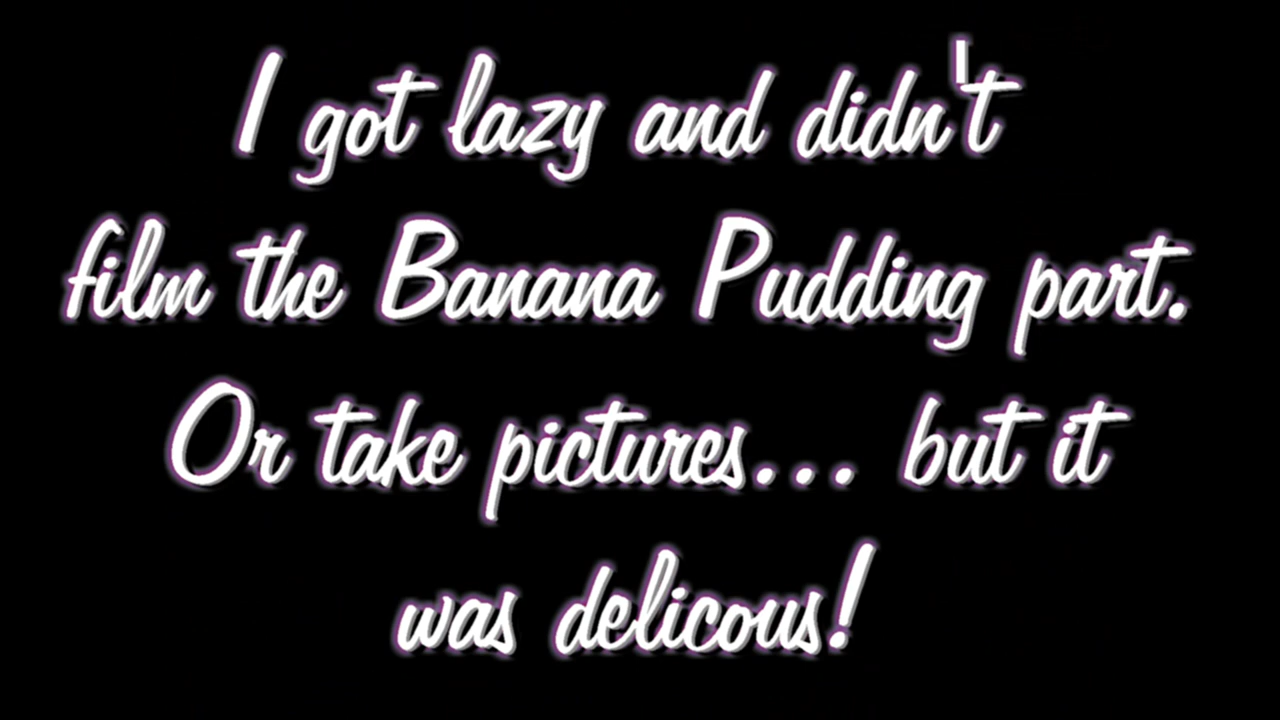 I got lazy and didn't
film the Banana Pudding part.
Or take pictures... but it
was delicous!